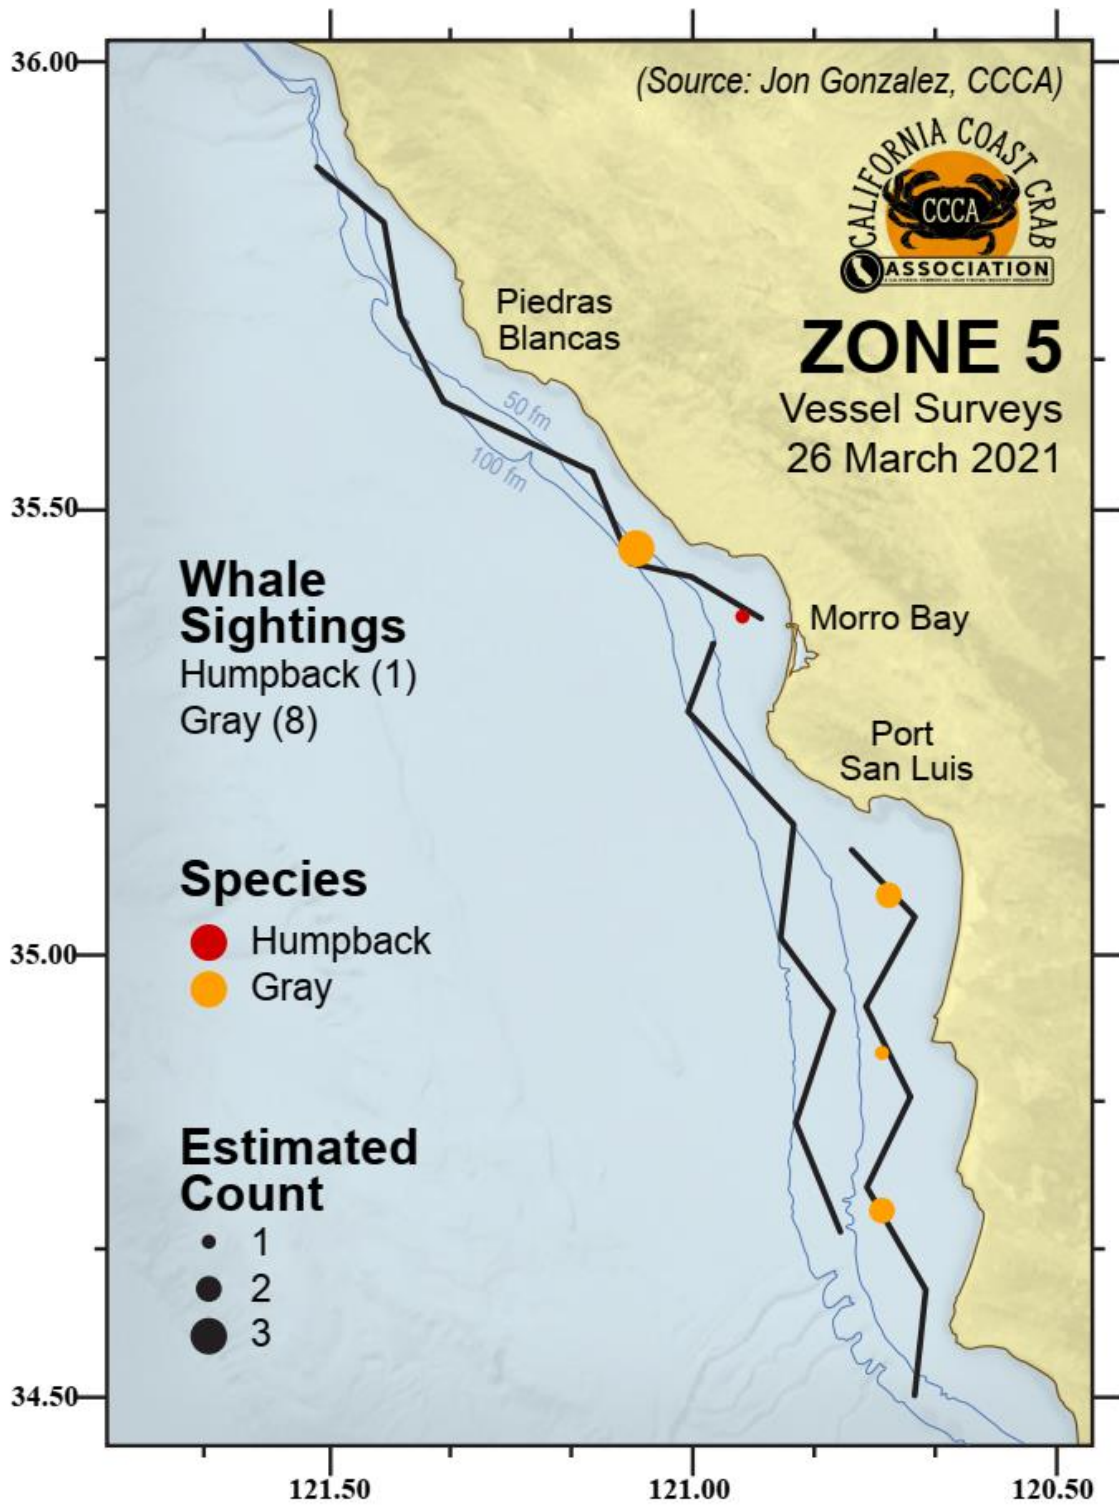 36.00
(Source: Jon Gonzalez, CCCA)
CALIFORNIA COAST CRAB
CCCA
ASSOCIATION
ZONE 5
Vessel Surveys
26 March 2021
Piedras
Blancas
50 fm
100 fm
35.50
Whale
Sightings
Humpback (1)
Gray (8)
Morro Bay
Port
San Luis
Species
Humpback
Gray
35.00
Estimated
Count
1
2
3
34.50
121.50
121.00
120.50